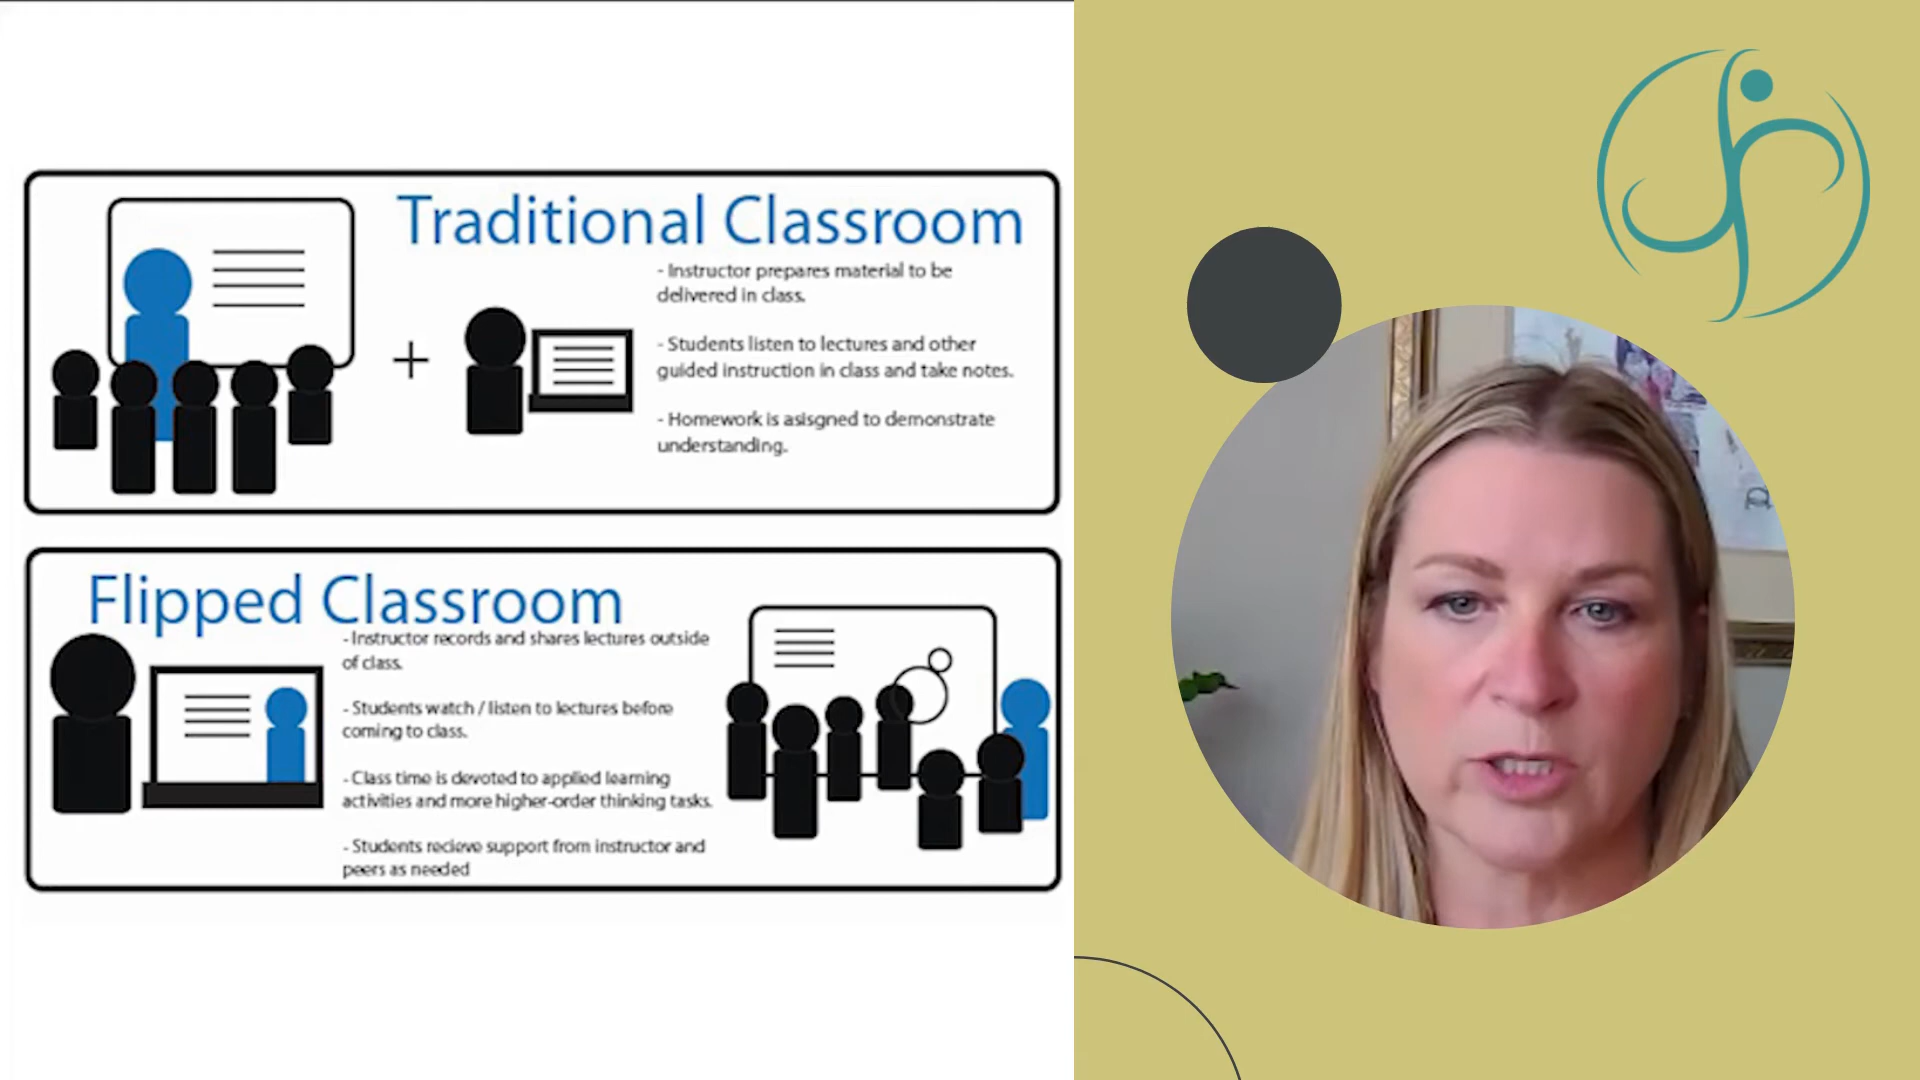 Traditional Classroom
- Instructor prepares material to be
delivered in class.
- Students listen to lectures and other
guided instruction in class and take notes.
- Homework is asisgned to demonstrate
understanding.
Flipped Classroom
- Instructor records and shares lectures outside
of class.
- Students watch / listen to lectures before
coming to class.
- Class time is devoted to applied learning
activities and more higher-order thinking tasks.
- Students recieve support from instructor and
peers as needed